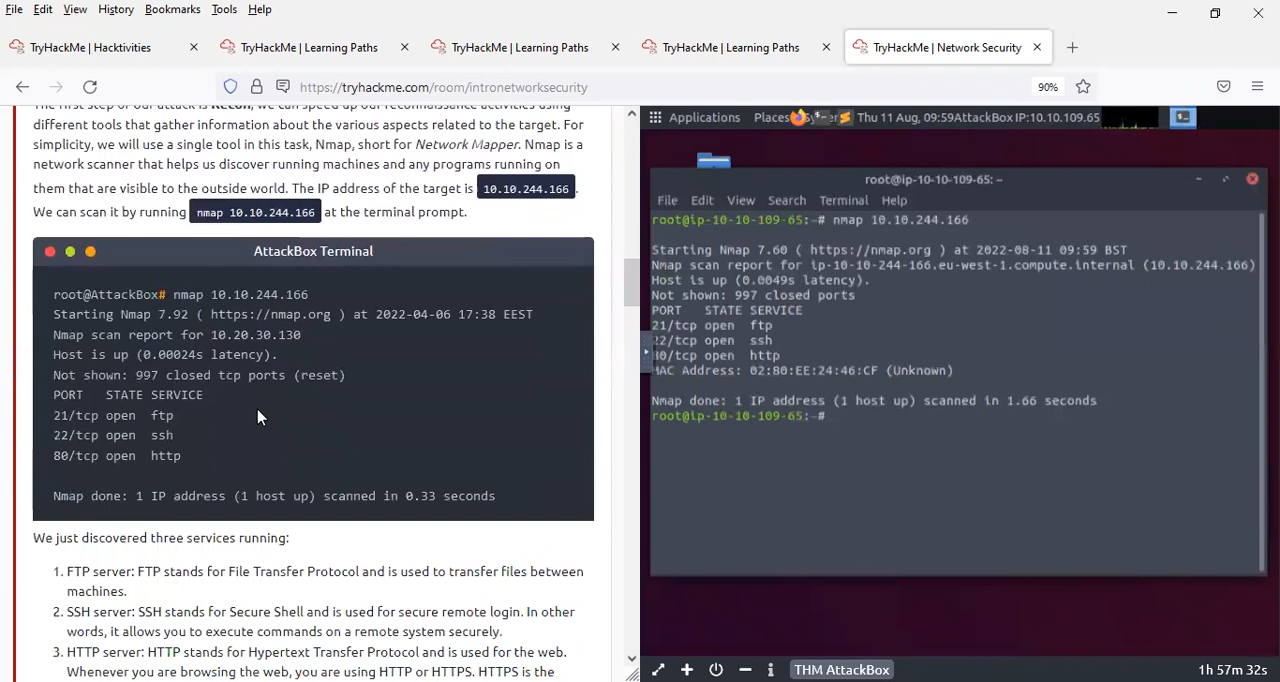 File Edit View History Bookmarks Tools Help
TryHackMe | Hacktivities
TryHackMe | Learning Paths
TryHackMe | Learning Paths
TryHackMe | Learning Paths
TryHackMe | Network Security
https://tryhackme.com/room/intronetworksecurity
90%
The first step of our attack is Recon; we can speed up our reconnaissance activities using
different tools that gather information about the various aspects related to the target. For
simplicity, we will use a single tool in this task, Nmap, short for Network Mapper. Nmap is a
network scanner that helps us discover running machines and any programs running on
them that are visible to the outside world. The IP address of the target is 10.10.244.166 .
We can scan it by running nmap 10.10.244.166 at the terminal prompt.
AttackBox Terminal
root@AttackBox# nmap 10.10.244.166
Starting Nmap 7.92 ( https://nmap.org ) at 2022-04-06 17:38 EEST
Nmap scan report for 10.20.30.130
Host is up (0.00024s latency).
Not shown: 997 closed tcp ports (reset)
PORT STATE SERVICE
21/tcp open ftp
22/tcp open ssh
80/tcp open http
Nmap done: 1 IP address (1 host up) scanned in 0.33 seconds
We just discovered three services running:
1. FTP server: FTP stands for File Transfer Protocol and is used to transfer files between
machines.
2. SSH server: SSH stands for Secure Shell and is used for secure remote login. In other
words, it allows you to execute commands on a remote system securely.
3. HTTP server: HTTP stands for Hypertext Transfer Protocol and is used for the web.
Whenever you are browsing the web, you are using HTTP or HTTPS. HTTPS is the
Applications Places Thu 11 Aug, 09:59 AttackBox IP:10.10.109.65
root@ip-10-10-109-65: ~
File Edit View Search Terminal Help
root@ip-10-10-109-65:~# nmap 10.10.244.166
Starting Nmap 7.60 ( https://nmap.org ) at 2022-08-11 09:59 BST
Nmap scan report for ip-10-10-244-166.eu-west-1.compute.internal (10.10.244.166)
Host is up (0.0049s latency).
Not shown: 997 closed ports
PORT STATE SERVICE
21/tcp open ftp
22/tcp open ssh
80/tcp open http
MAC Address: 02:80:EE:24:46:CF (Unknown)
Nmap done: 1 IP address (1 host up) scanned in 1.66 seconds
root@ip-10-10-109-65:~#
THM AttackBox
1h 57m 32s